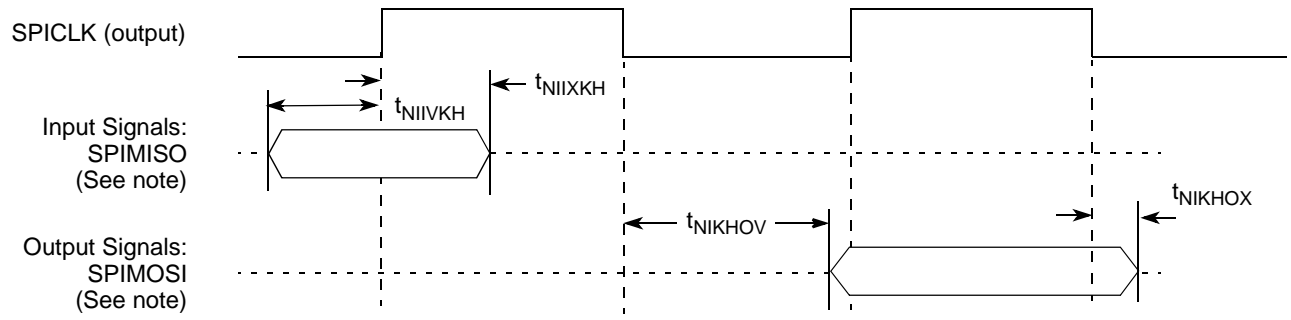 SPICLK (output)
tNIIXKH
tNIIVKH
Input Signals:
SPIMISO
(See note)
tNIKHOX
tNIKHOV
Output Signals:
SPIMOSI
(See note)